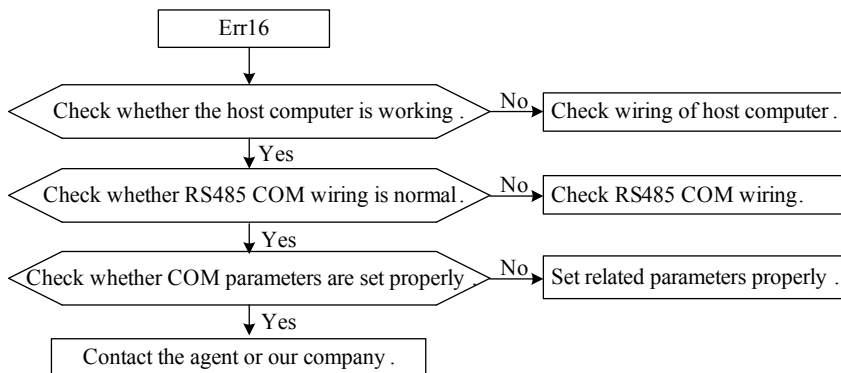 Err16
Check whether the host computer is working .
No
Check wiring of host computer .
Yes
Check whether RS485 COM wiring is normal.
No
Check RS485 COM wiring.
Yes
Check whether COM parameters are set properly .
No
Set related parameters properly .
Yes
Contact the agent or our company .